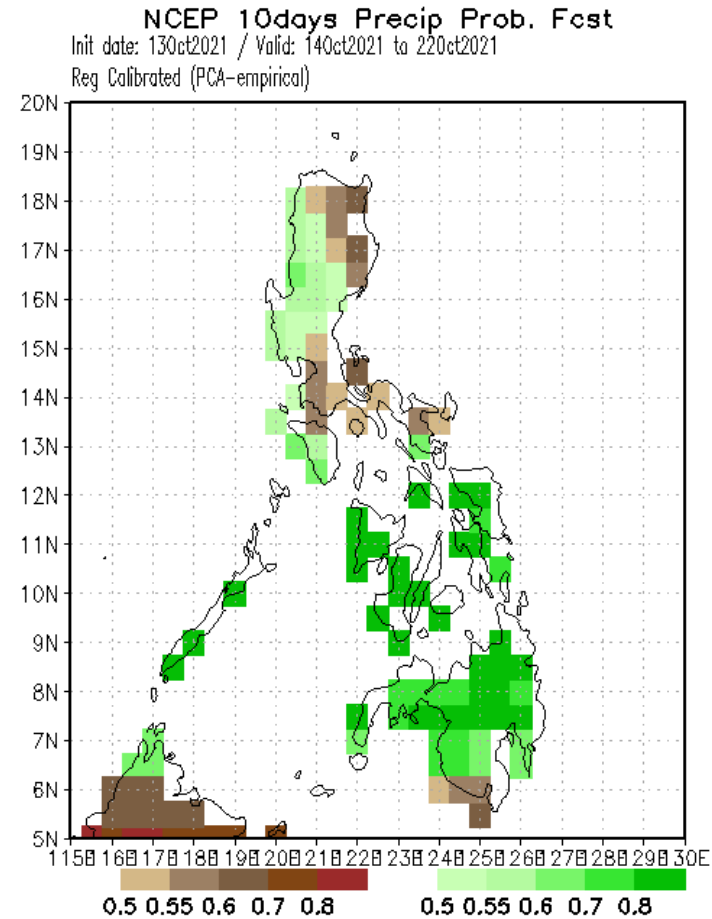 NCEP 10days Precip Prob. Fcst
Init date: 13Oct2021 / Valid: 14Oct2021 to 22Oct2021
Reg Calibrated (PCA-empirical)
20N
19N
18N
17N
16N
15N
14N
13N
12N
11N
10N
9N
8N
7N
6N
5N
115E 116E 117E 118E 119E 120E 121E 122E 123E 124E 125E 126E 127E 128E 129E 130E
0.5 0.55 0.6 0.7 0.8 0.5 0.55 0.6 0.7 0.8